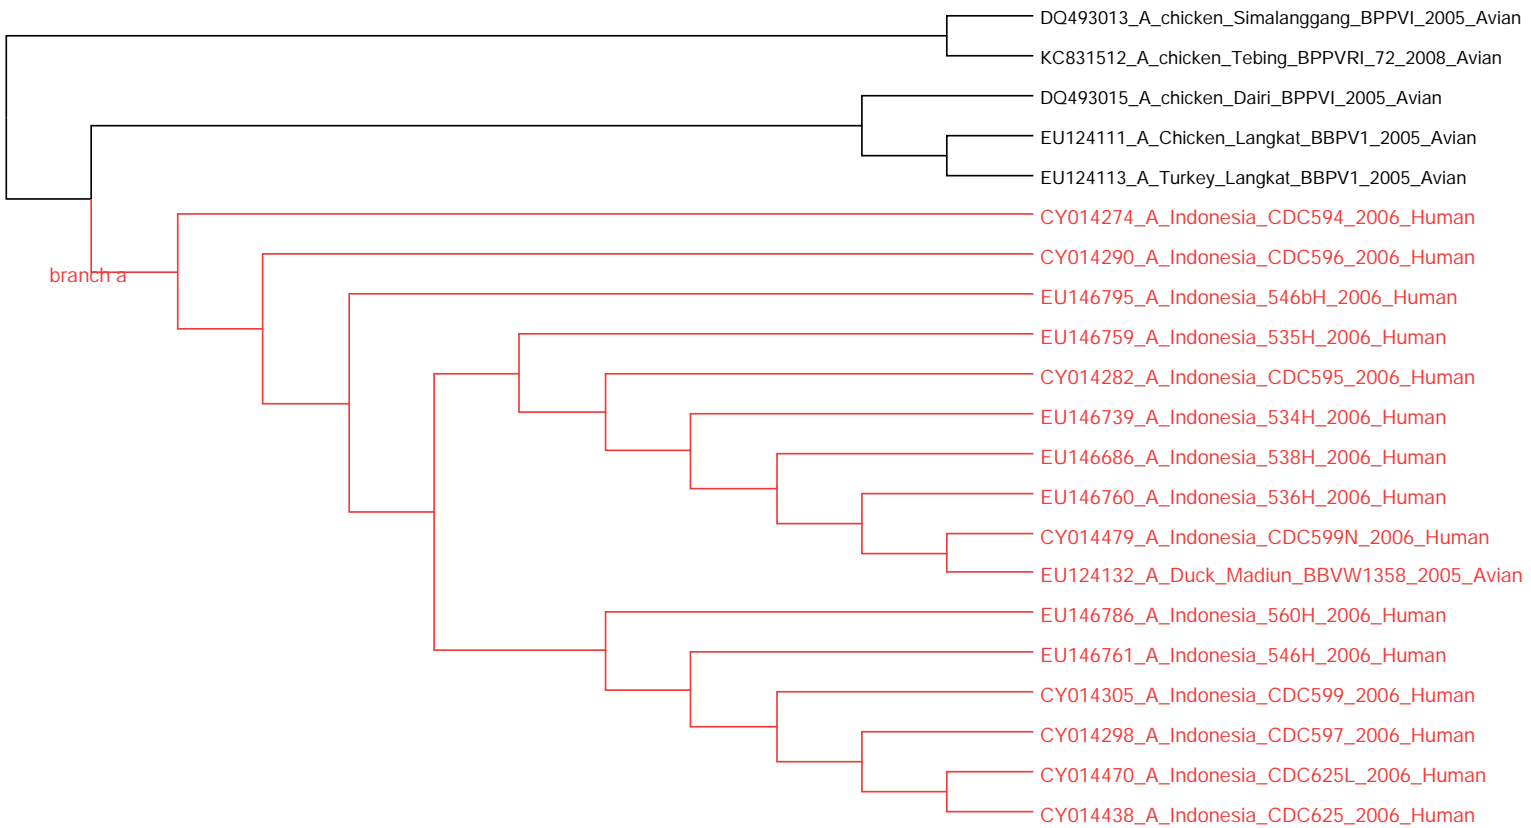 DQ493013_A_chicken_Simalanggang_BPPVI_2005_Avian
KC831512_A_chicken_Tebing_BPPVRI_72_2008_Avian
DQ493015_A_chicken_Dairi_BPPVI_2005_Avian
EU124111_A_Chicken_Langkat_BBPV1_2005_Avian
EU124113_A_Turkey_Langkat_BBPV1_2005_Avian
CY014274_A_Indonesia_CDC594_2006_Human
CY014290_A_Indonesia_CDC596_2006_Human
branch a
EU146795_A_Indonesia_546bH_2006_Human
EU146759_A_Indonesia_535H_2006_Human
CY014282_A_Indonesia_CDC595_2006_Human
EU146739_A_Indonesia_534H_2006_Human
EU146686_A_Indonesia_538H_2006_Human
EU146760_A_Indonesia_536H_2006_Human
CY014479_A_Indonesia_CDC599N_2006_Human
EU124132_A_Duck_Madiun_BBVW1358_2005_Avian
EU146786_A_Indonesia_560H_2006_Human
EU146761_A_Indonesia_546H_2006_Human
CY014305_A_Indonesia_CDC599_2006_Human
CY014298_A_Indonesia_CDC597_2006_Human
CY014470_A_Indonesia_CDC625L_2006_Human
CY014438_A_Indonesia_CDC625_2006_Human